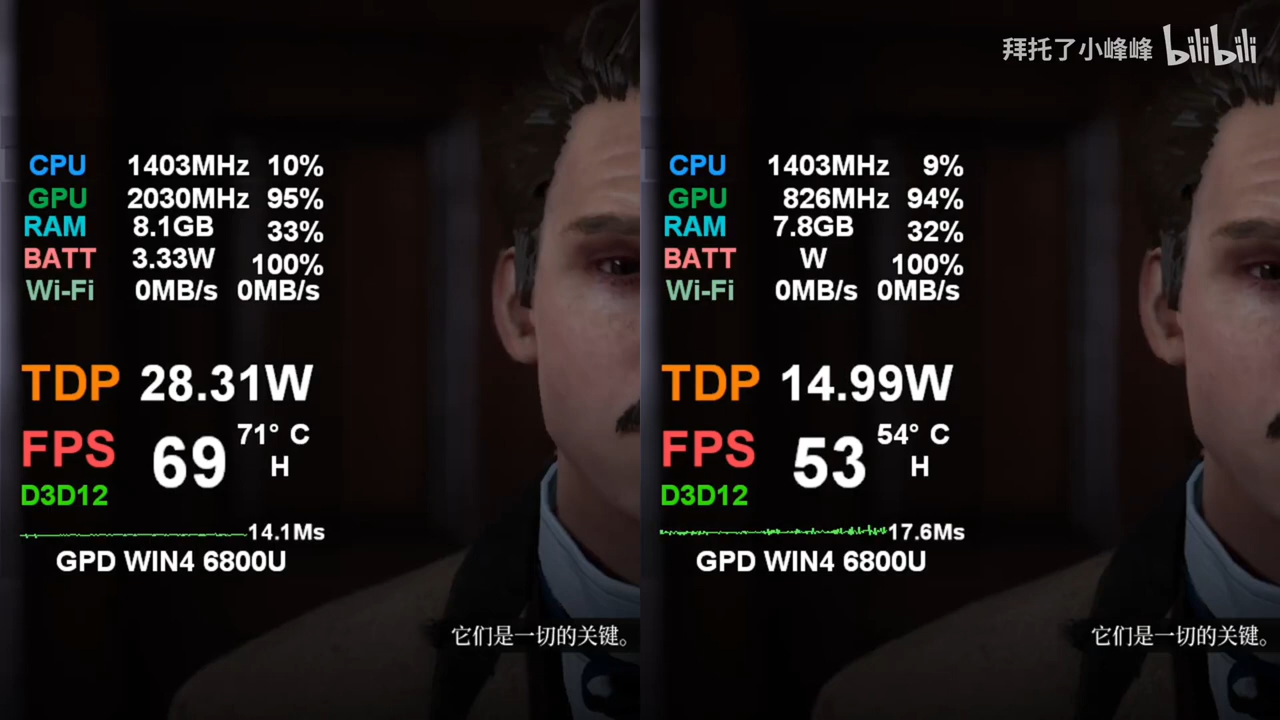 拜托了小峰峰 bilibili
CPU 1403MHz 10%
GPU 2030MHz 95%
RAM 8.1GB 33%
BATT 3.33W 100%
Wi-Fi 0MB/s 0MB/s
TDP 28.31W
FPS 69 71° C
H
D3D12
14.1Ms
GPD WIN4 6800U
它们是一切的关键。
CPU 1403MHz 9%
GPU 826MHz 94%
RAM 7.8GB 32%
BATT W 100%
Wi-Fi 0MB/s 0MB/s
TDP 14.99W
FPS 53 54° C
H
D3D12
17.6Ms
GPD WIN4 6800U
它们是一切的关键。